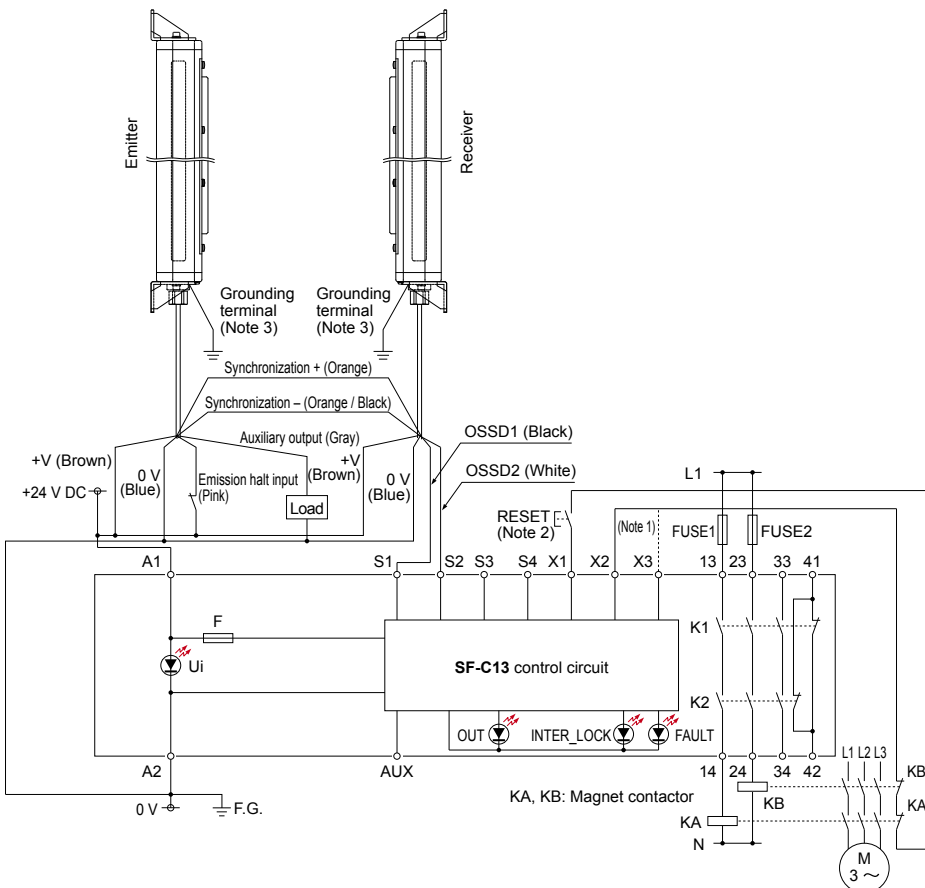 Emitter
Receiver
Grounding
terminal
(Note 3)
Grounding
terminal
(Note 3)
Synchronization + (Orange)
Synchronization – (Orange / Black)
Auxiliary output (Gray)
OSSD1 (Black)
OSSD2 (White)
+V (Brown)
0 V
(Blue)
Emission halt input
(Pink)
+V
(Brown)
0 V
(Blue)
+24 V DC
Load
RESET
(Note 2)
(Note 1)
L1
FUSE1
FUSE2
A1
S1
S2
S3
S4
X1
X2
X3
13
23
33
41
F
Ui
SF-C13 control circuit
K1
K2
OUT
INTER_LOCK
FAULT
A2
AUX
14
24
34
42
L1
L2
L3
KA, KB: Magnet contactor
KB
KB
KA
KA
0 V
F.G.
N
M
3 ~